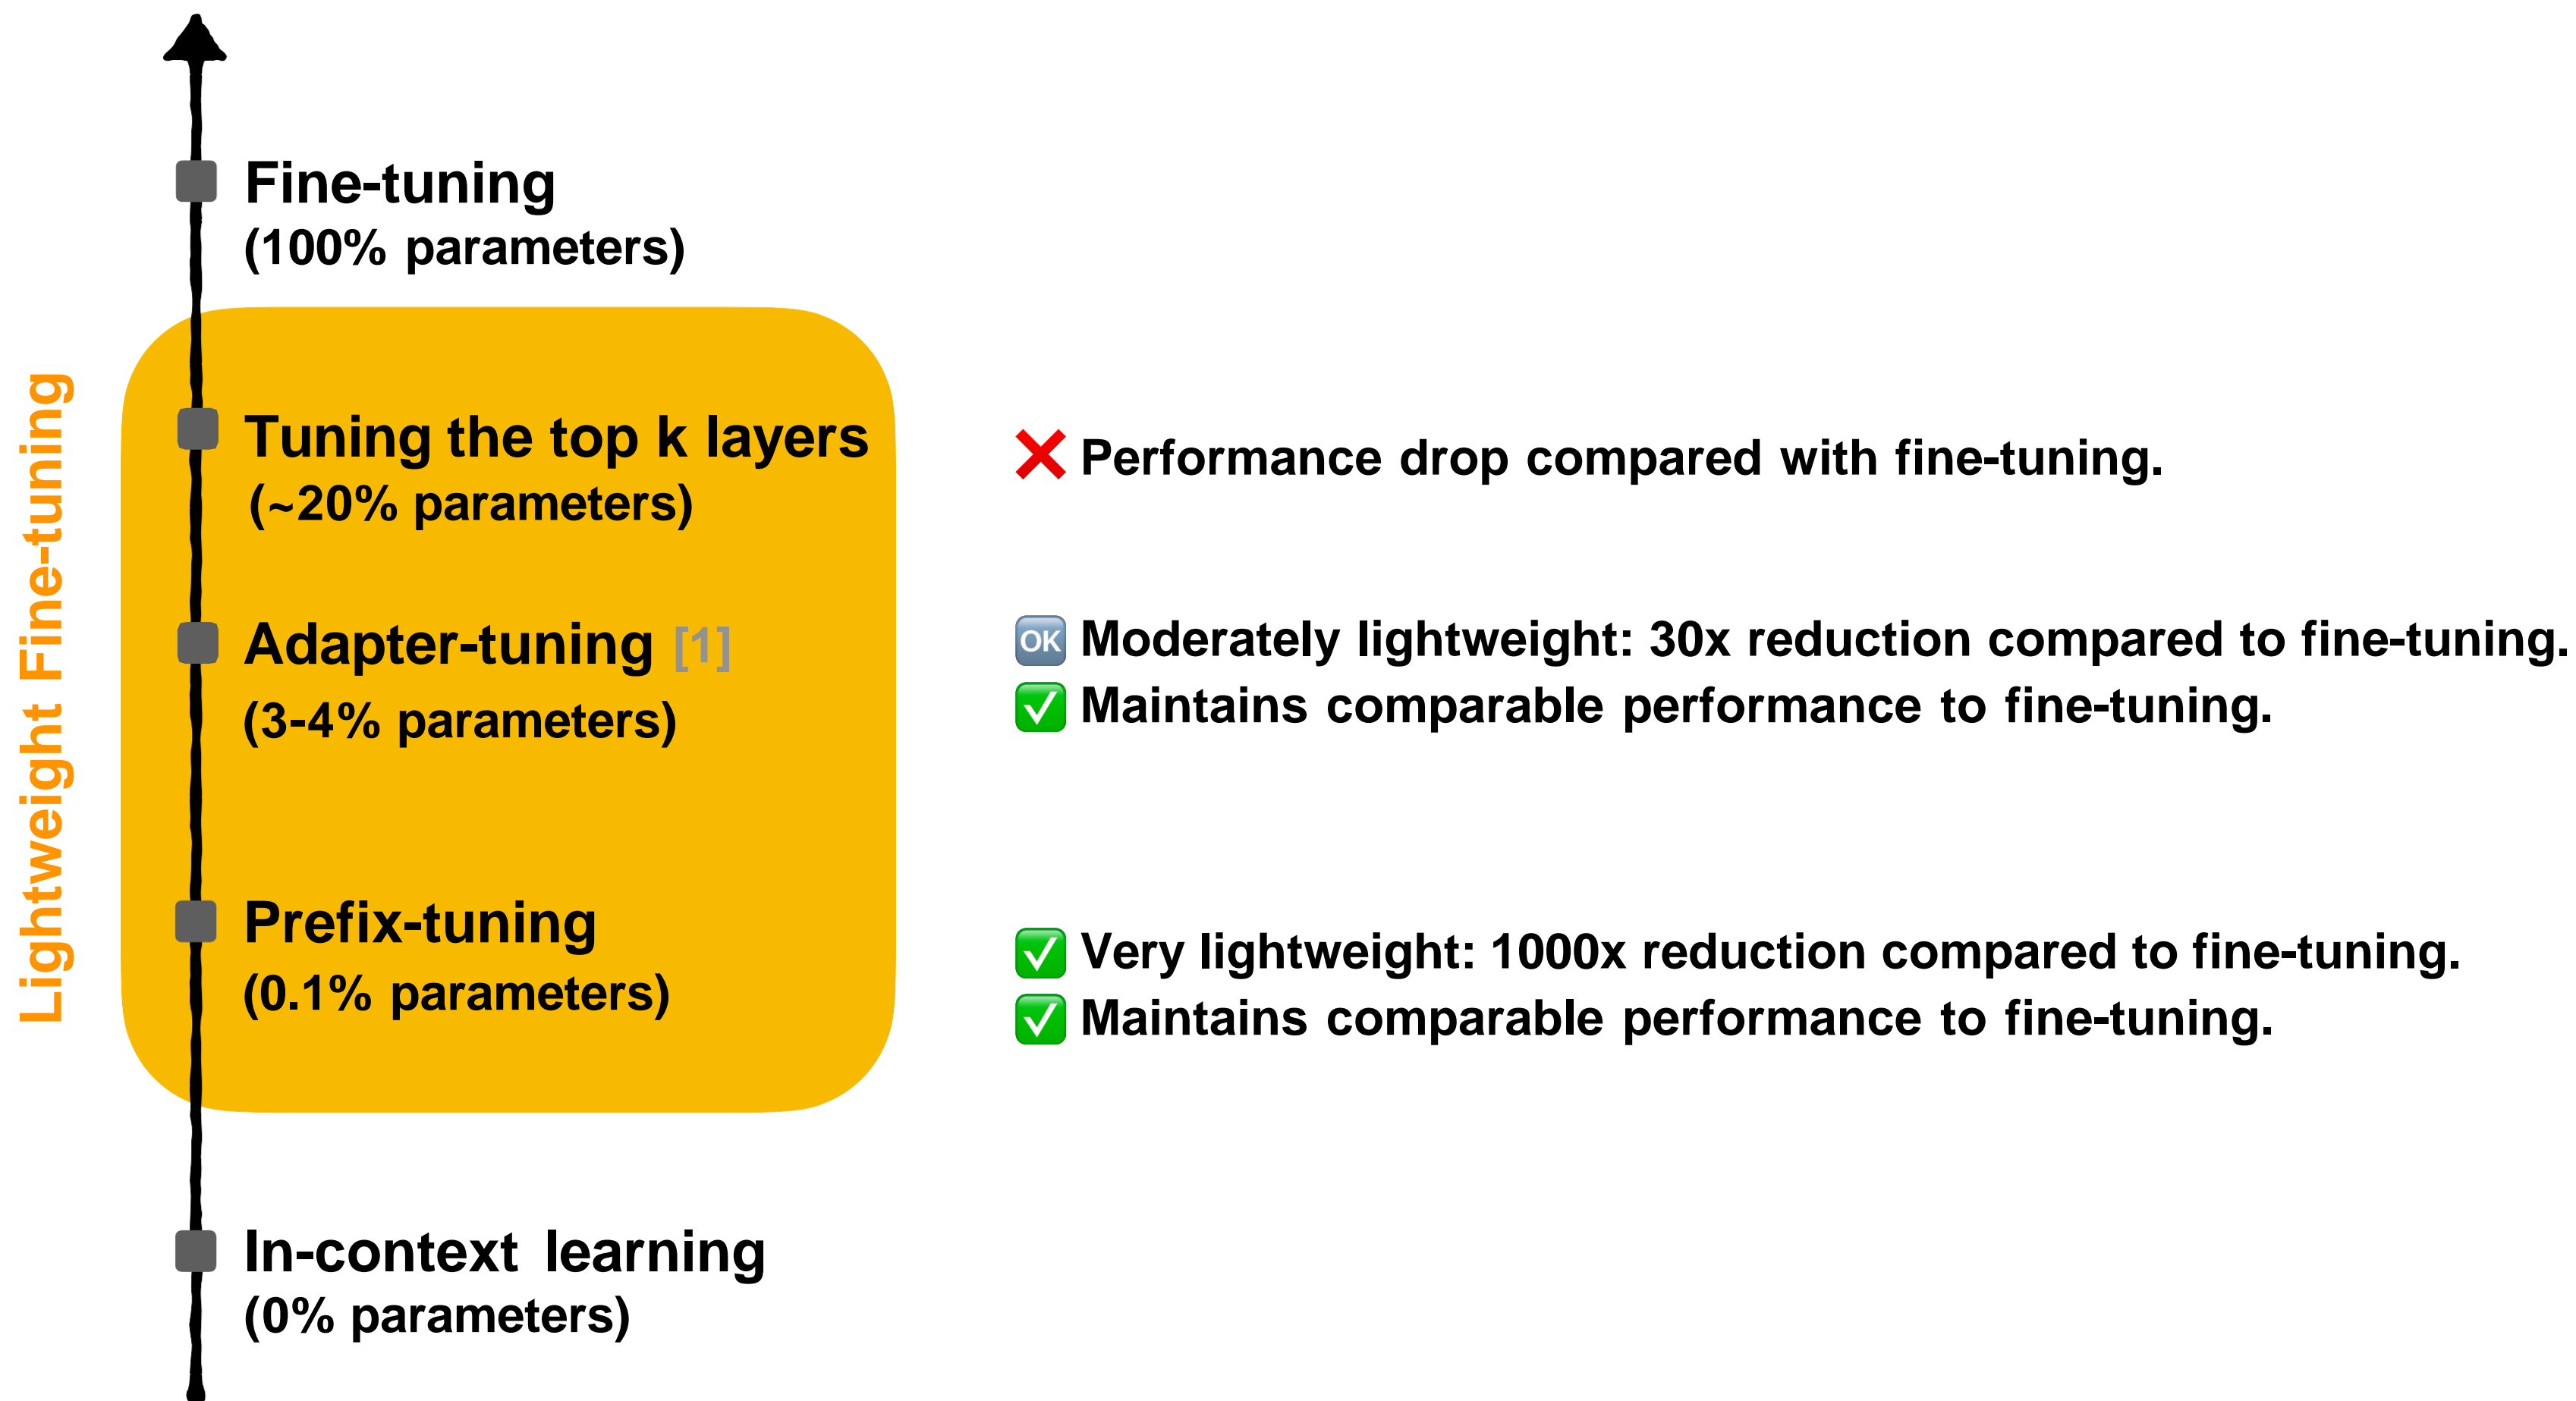 Fine-tuning
(100% parameters)
Lightweight Fine-tuning
Tuning the top k layers
(~20% parameters)
❌ Performance drop compared with fine-tuning.
Adapter-tuning [1]
(3-4% parameters)
🆗 Moderately lightweight: 30x reduction compared to fine-tuning.
✅ Maintains comparable performance to fine-tuning.
Prefix-tuning
(0.1% parameters)
✅ Very lightweight: 1000x reduction compared to fine-tuning.
✅ Maintains comparable performance to fine-tuning.
In-context learning
(0% parameters)